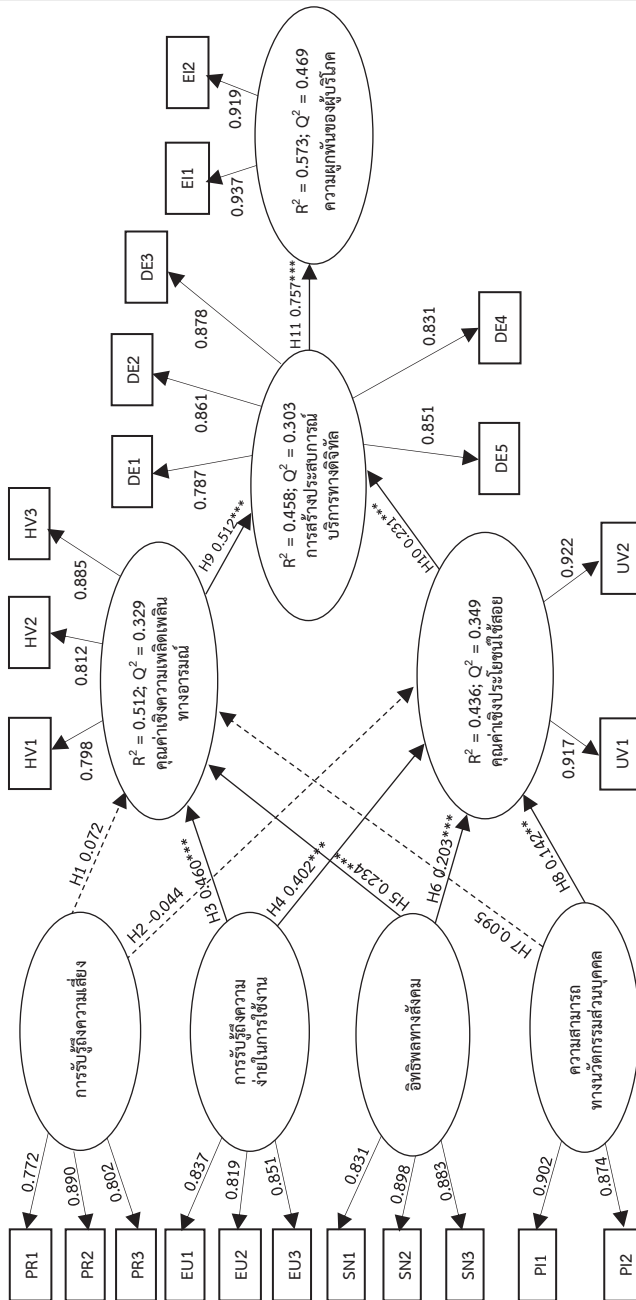 PR1
0.772
PR2
0.890
PR3
0.802
การรับรู้ถึงความเสี่ยง
EU1
0.837
EU2
0.819
EU3
0.851
การรับรู้ถึงความ
ง่ายในการใช้งาน
SN1
0.831
SN2
0.898
SN3
0.883
อิทธิพลทางสังคม
PI1
0.902
PI2
0.874
ความสามารถ
ทางนวัตกรรมส่วนบุคคล
H1 0.072
H2 -0.044
H3 0.460***
H4 0.402***
H5 0.234***
H6 0.203***
H7 0.095
H8 0.142**
HV1
HV2
HV3
0.798
0.812
0.885
R² = 0.512; Q² = 0.329
คุณค่าเชิงความเพลิดเพลิน
ทางอารมณ์
R² = 0.436; Q² = 0.349
คุณค่าเชิงประโยชน์ใช้สอย
0.917
0.922
UV1
UV2
H9 0.512***
H10 0.231***
DE1
DE2
DE3
0.787
0.861
0.878
R² = 0.458; Q² = 0.303
การสร้างประสบการณ์
บริการทางดิจิทัล
0.851
0.831
DE5
DE4
H11 0.757***
EI1
EI2
0.937
0.919
R² = 0.573; Q² = 0.469
ความผูกพันของผู้บริโภค